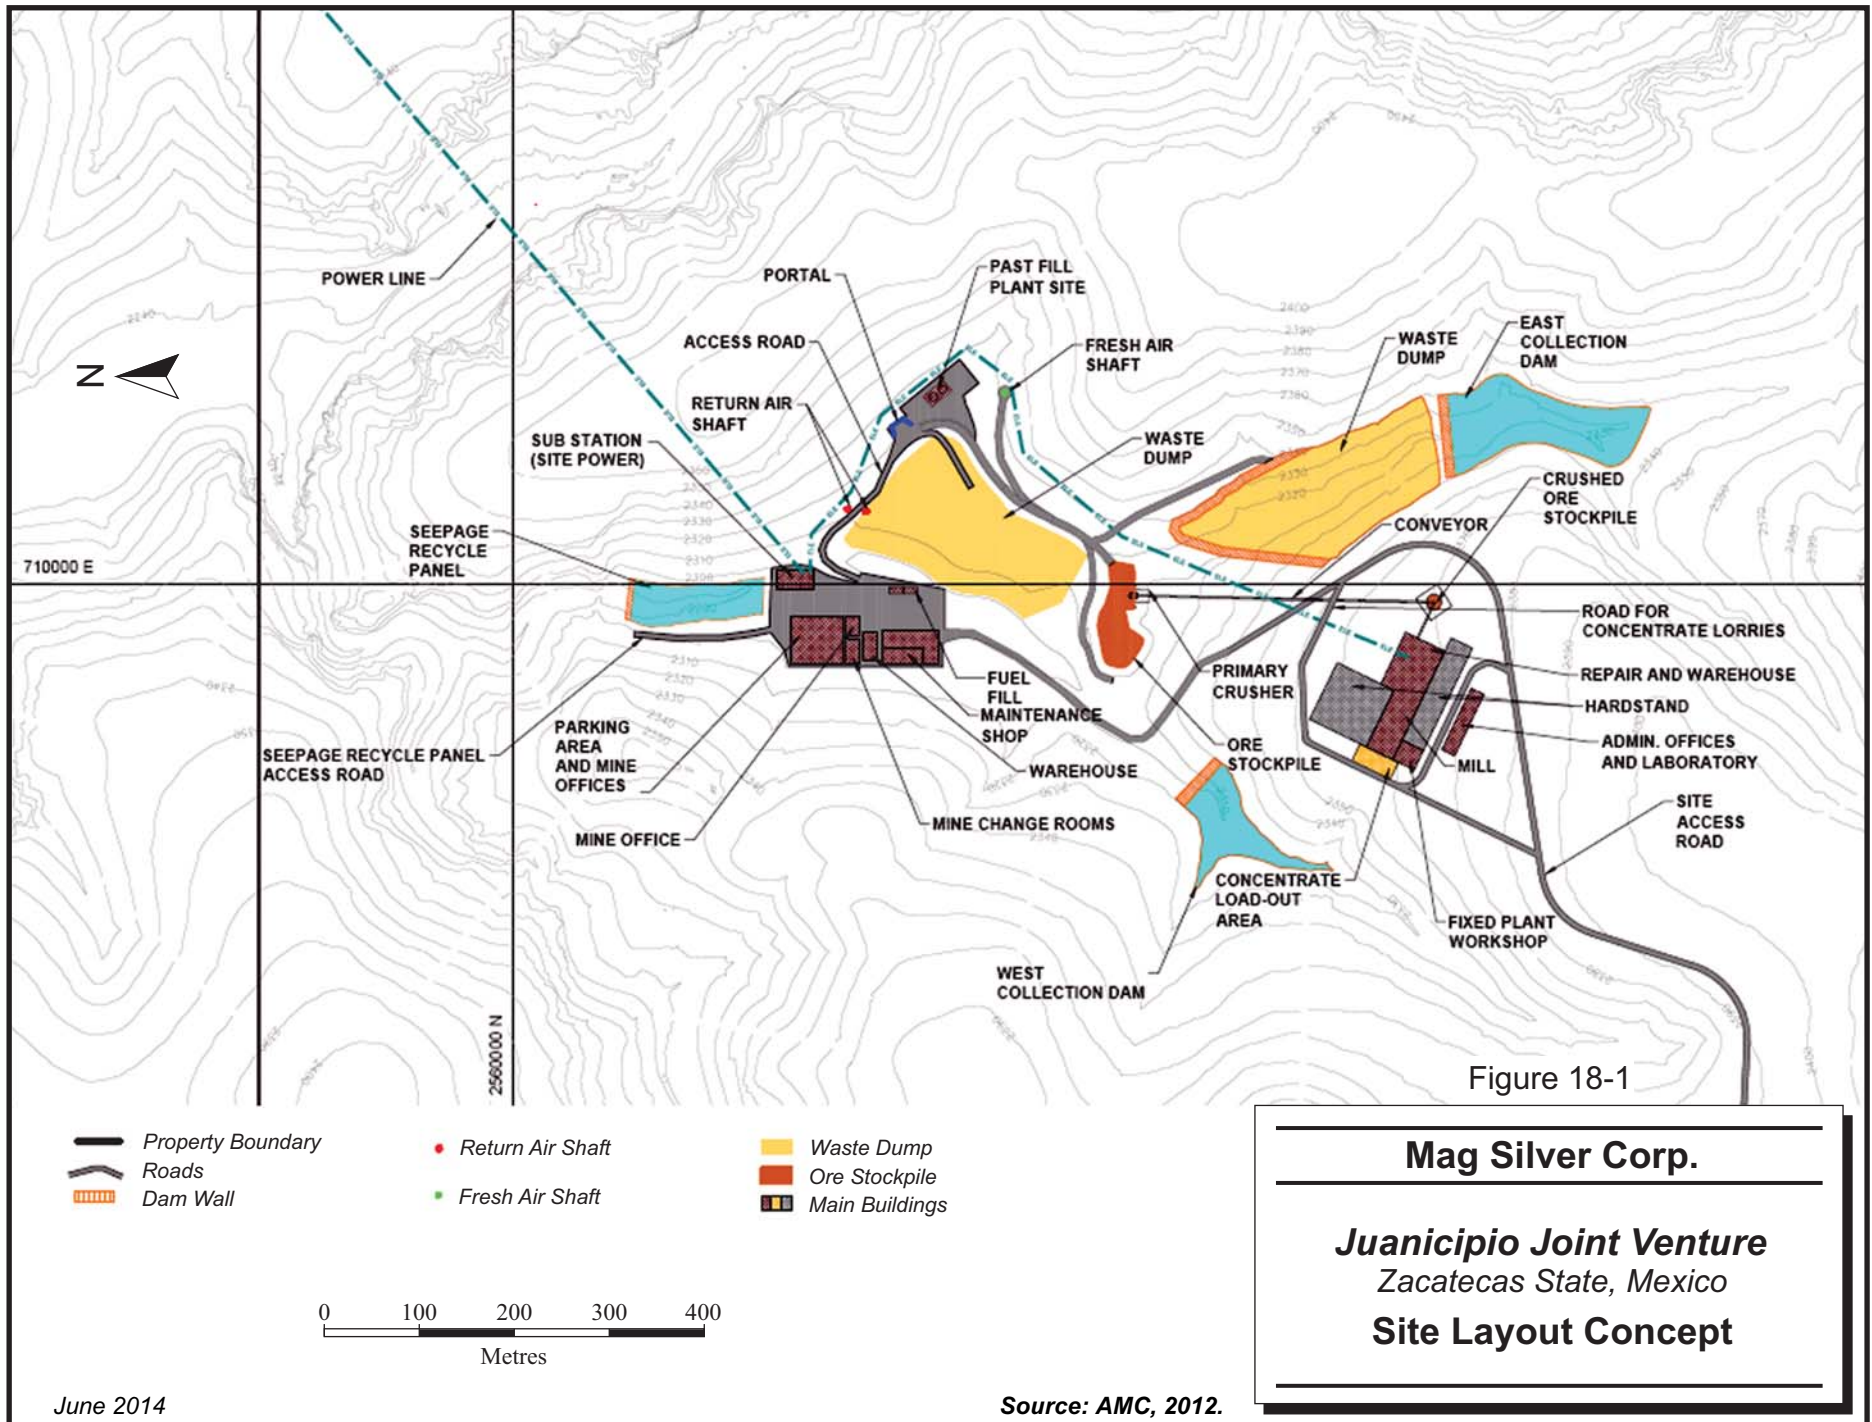 POWER LINE
PORTAL
PAST FILL
PLANT SITE
ACCESS ROAD
FRESH AIR
SHAFT
WASTE
DUMP
EAST
COLLECTION
DAM
N
RETURN AIR
SHAFT
SUB STATION
(SITE POWER)
WASTE
DUMP
CRUSHED
ORE
STOCKPILE
SEEPAGE
RECYCLE
PANEL
CONVEYOR
710000 E
ROAD FOR
CONCENTRATE LORRIES
REPAIR AND WAREHOUSE
HARDSTAND
ADMIN. OFFICES
AND LABORATORY
PRIMARY
CRUSHER
FUEL
FILL
MAINTENANCE
SHOP
ORE
STOCKPILE
MILL
PARKING
AREA
AND MINE
OFFICES
SEEPAGE RECYCLE PANEL
ACCESS ROAD
WAREHOUSE
SITE
ACCESS
ROAD
MINE CHANGE ROOMS
MINE OFFICE
CONCENTRATE
LOAD-OUT
AREA
FIXED PLANT
WORKSHOP
WEST
COLLECTION DAM
2560000 N
2400
2390
2380
2370
Figure 18-1
Property Boundary
Roads
Dam Wall
Return Air Shaft
Fresh Air Shaft
Waste Dump
Ore Stockpile
Main Buildings
0 100 200 300 400
Metres
Mag Silver Corp.
Juanicipio Joint Venture
Zacatecas State, Mexico
Site Layout Concept
June 2014
Source: AMC, 2012.